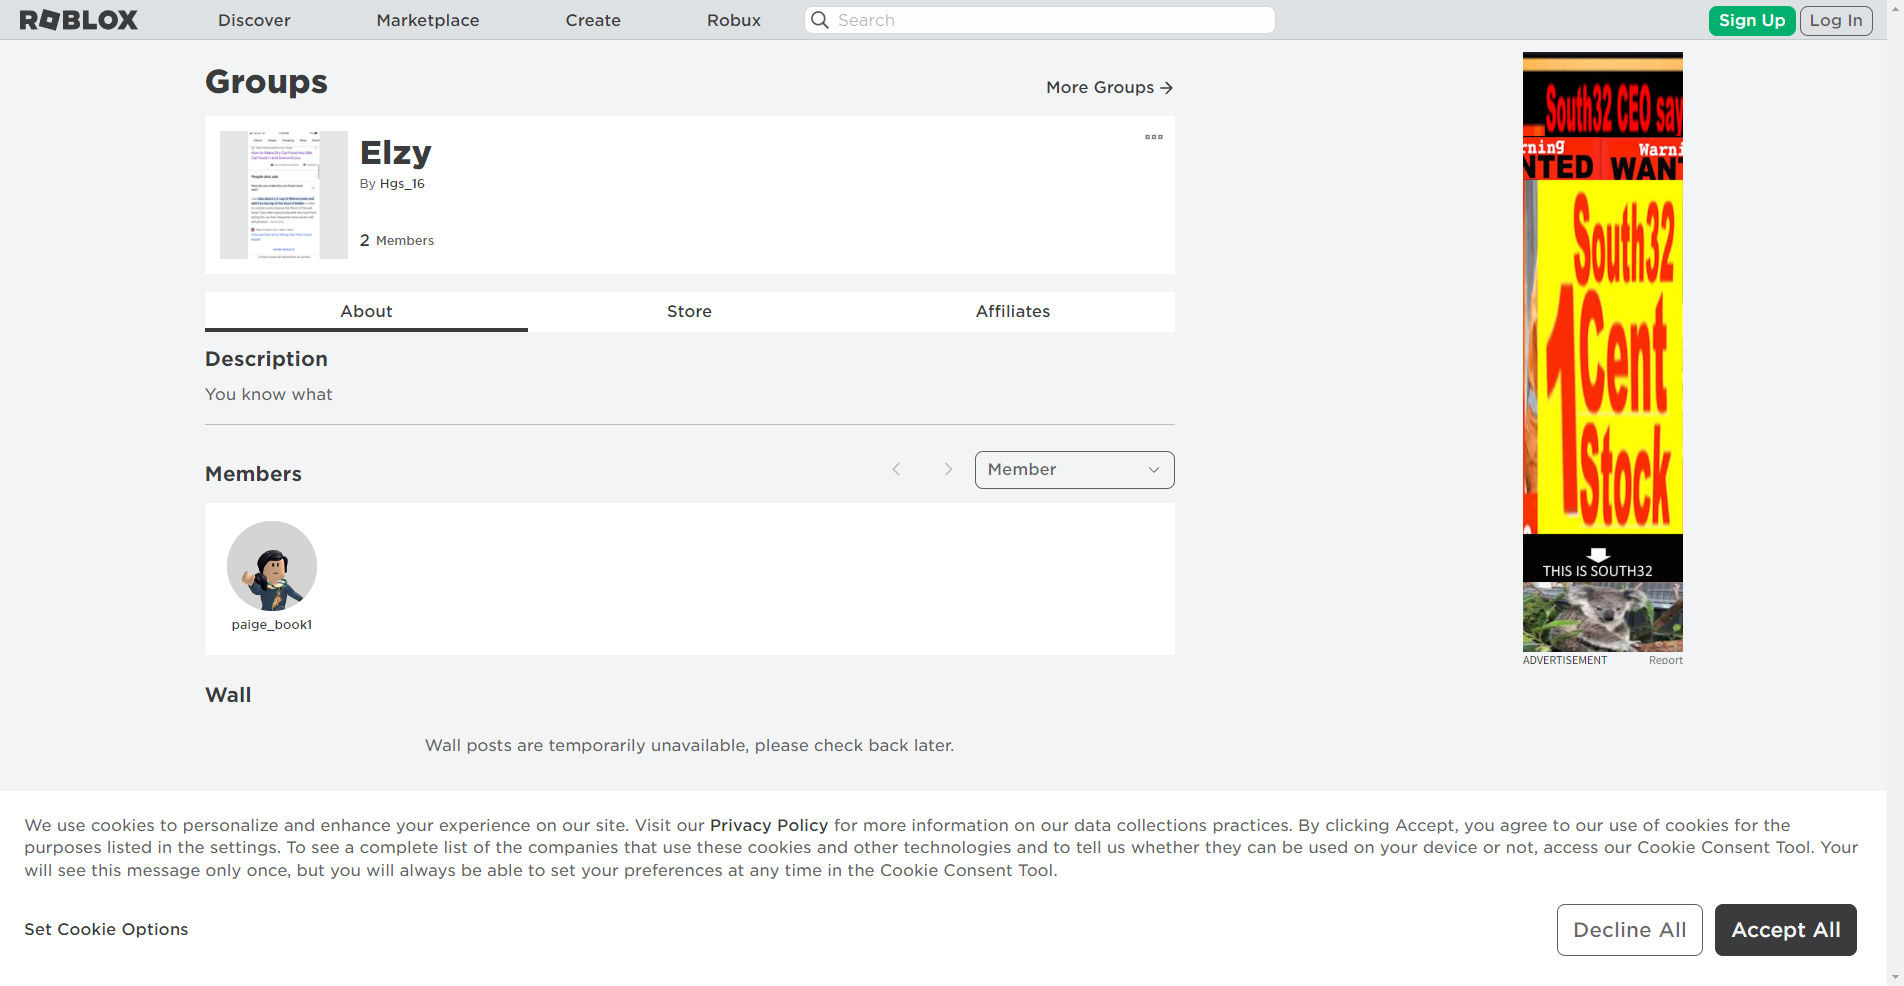 ROBLOX
Discover
Marketplace
Create
Robux
Search
Sign Up
Log In
Groups
More Groups
Elzy
By Hgs_16
2 Members
People also ask
About
Store
Affiliates
Description
You know what
Members
Member
paige_book1
Wall
Wall posts are temporarily unavailable, please check back later.
South32 CEO say
rning
Warni
NTED
WANT
South32
1 Cent
Stock
THIS IS SOUTH32
ADVERTISEMENT
Report
We use cookies to personalize and enhance your experience on our site. Visit our Privacy Policy for more information on our data collections practices. By clicking Accept, you agree to our use of cookies for the
purposes listed in the settings. To see a complete list of the companies that use these cookies and other technologies and to tell us whether they can be used on your device or not, access our Cookie Consent Tool. Your
will see this message only once, but you will always be able to set your preferences at any time in the Cookie Consent Tool.
Set Cookie Options
Decline All
Accept All